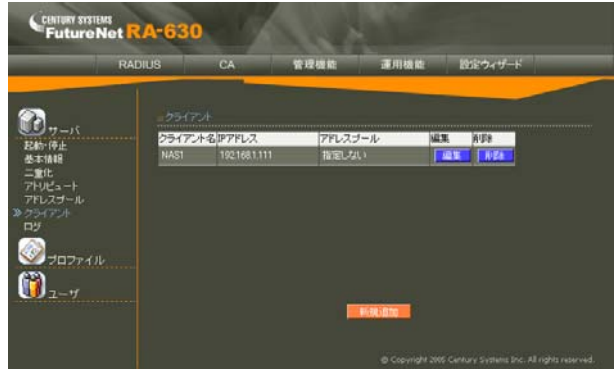 CENTURY SYSTEMS
FutureNet RA-630
RADIUS CA 管理機能 運用機能 設定ウィザード
サーバ
起動・停止
基本情報
二重化
アトリビュート
アドレスプール
クライアント
ログ
プロファイル
ユーザ
クライアント
クライアント名 IPアドレス アドレスプール 編集 削除
NAS1 192.168.1.111 指定しない 編集 削除
新規追加
© Copyright 2005 Century Systems Inc. All rights reserved.